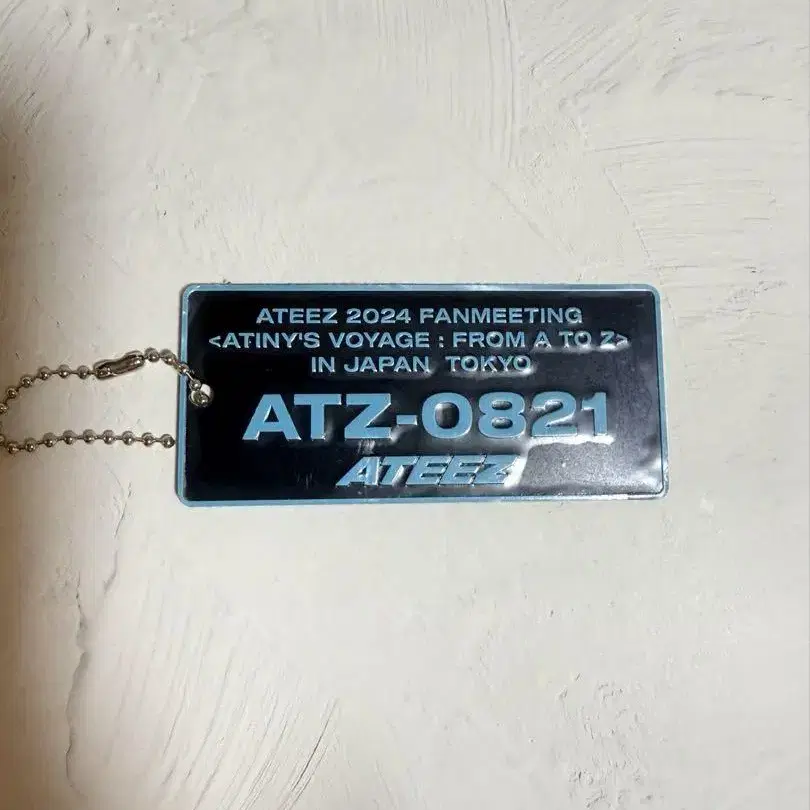 ATEEZ 2024 FANMEETING
<ATINY'S VOYAGE : FROM A TO Z>
IN JAPAN TOKYO
ATZ-0821
ATEEZ